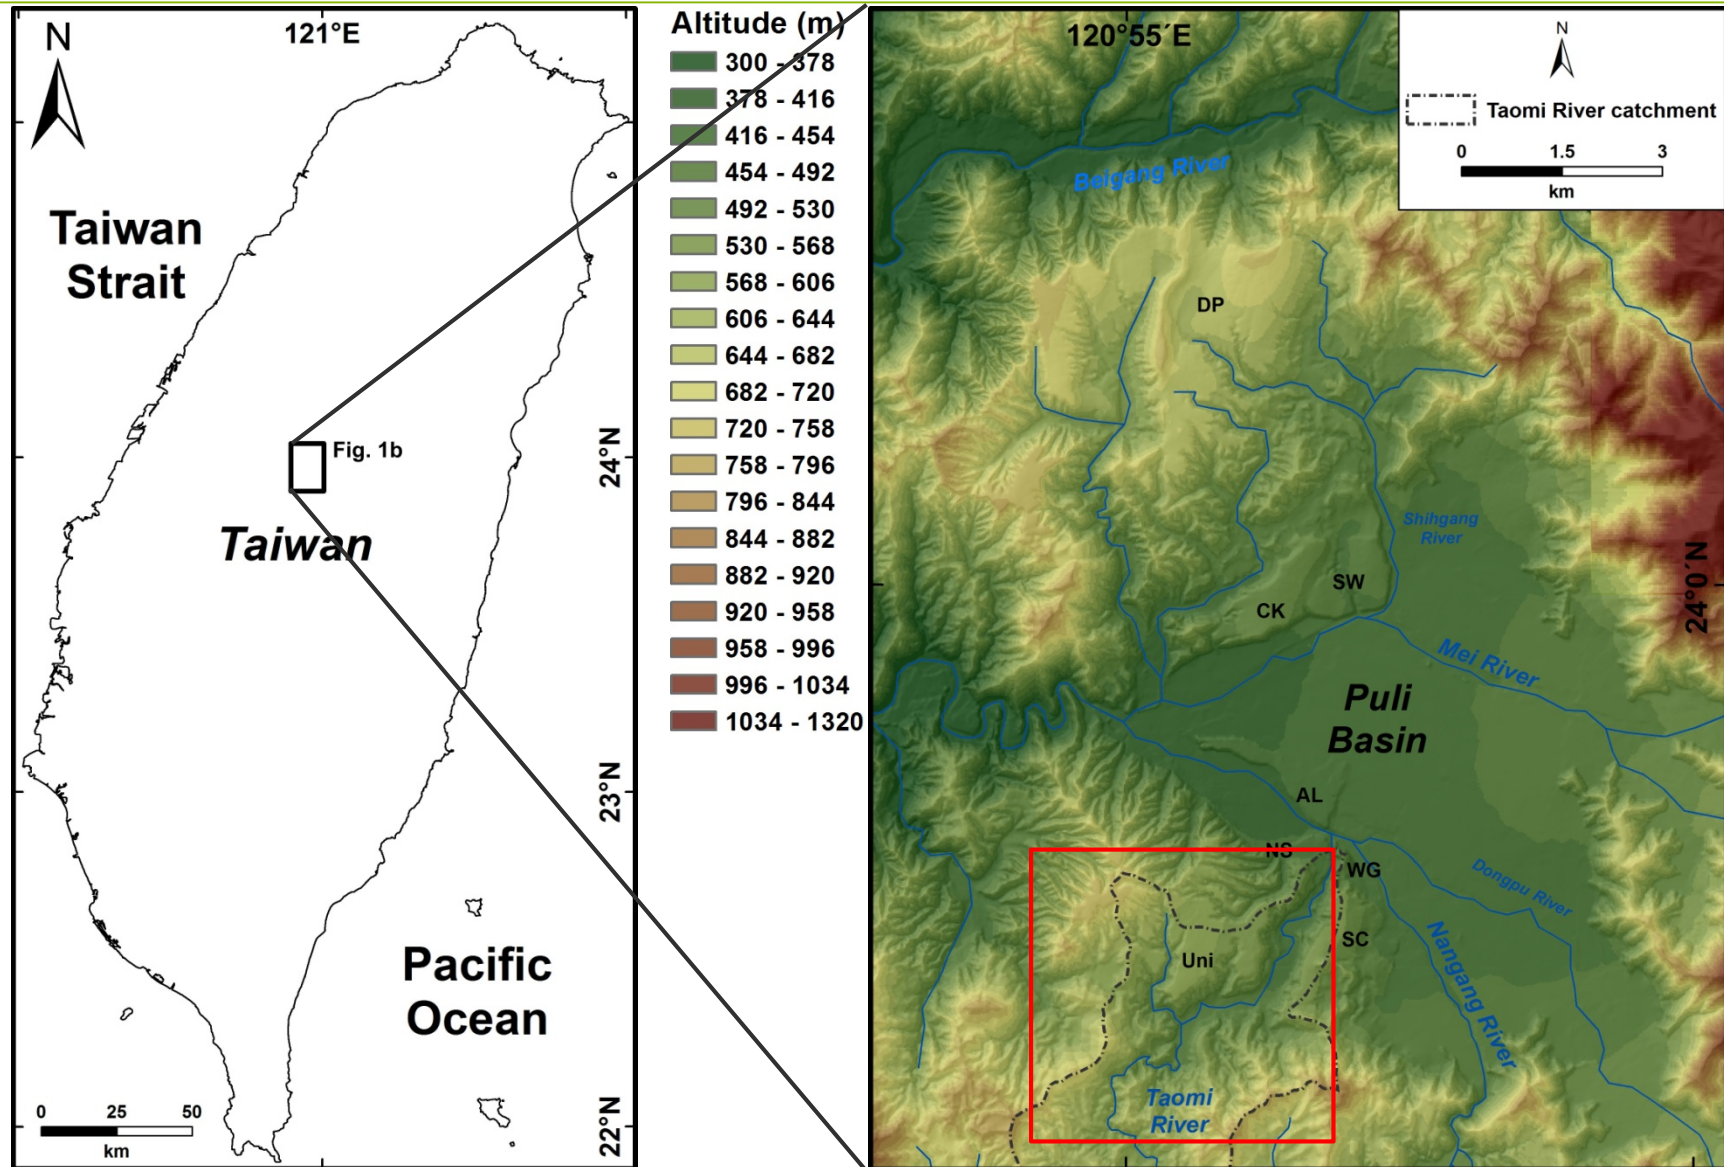 N
121°E
Taiwan
Strait
Fig. 1b
24°N
Taiwan
23°N
Pacific
Ocean
22°N
0 25 50
km
Altitude (m)
300 - 378
378 - 416
416 - 454
454 - 492
492 - 530
530 - 568
568 - 606
606 - 644
644 - 682
682 - 720
720 - 758
758 - 796
796 - 844
844 - 882
882 - 920
920 - 958
958 - 996
996 - 1034
1034 - 1320
120°55´E
N
Taomi River catchment
0 1.5 3
km
Beigang River
DP
Shihgang
River
24°0´N
SW
CK
Mei River
Puli
Basin
AL
NS
WG
Dongpu River
SC
Nangang River
Uni
Taomi
River